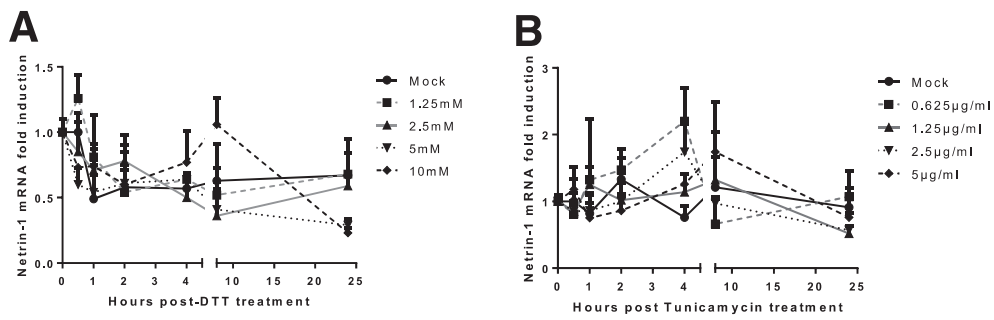 A
Netrin-1 mRNA fold induction
1.5
1.0
0.5
0.0
0 1 2 3 4 10 15 20 25
Hours post-DTT treatment
Mock
1.25mM
2.5mM
5mM
10mM
B
Netrin-1 mRNA fold induction
3
2
1
0
0 1 2 3 4 10 15 20 25
Hours post Tunicamycin treatment
Mock
0.625µg/ml
1.25µg/ml
2.5µg/ml
5µg/ml